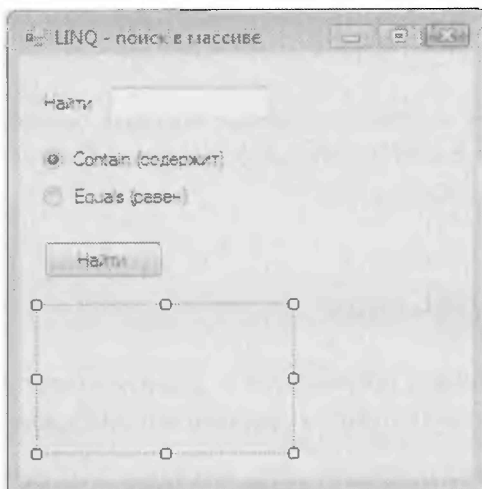 LINQ - поиск в массиве
Найти
Contain (содержит)
Equals (равен)
Найти